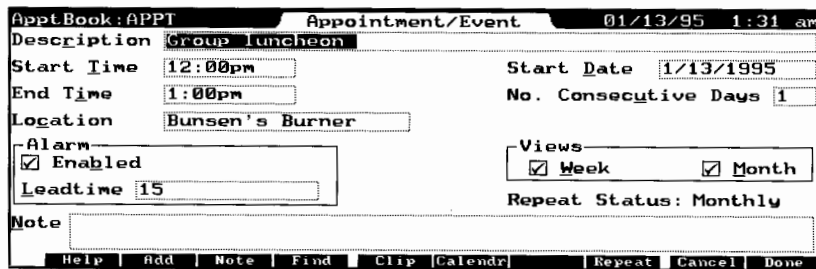 ApptBook:APPT Appointment/Event 01/13/95 1:31 am
Description Group luncheon
Start Time 12:00pm Start Date 1/13/1995
End Time 1:00pm No. Consecutive Days 1
Location Bunsen's Burner
Alarm Views
Enabled Week Month
Leadtime 15
Repeat Status: Monthly
Note
Help Add Note Find Clip Calendr Repeat Cancel Done